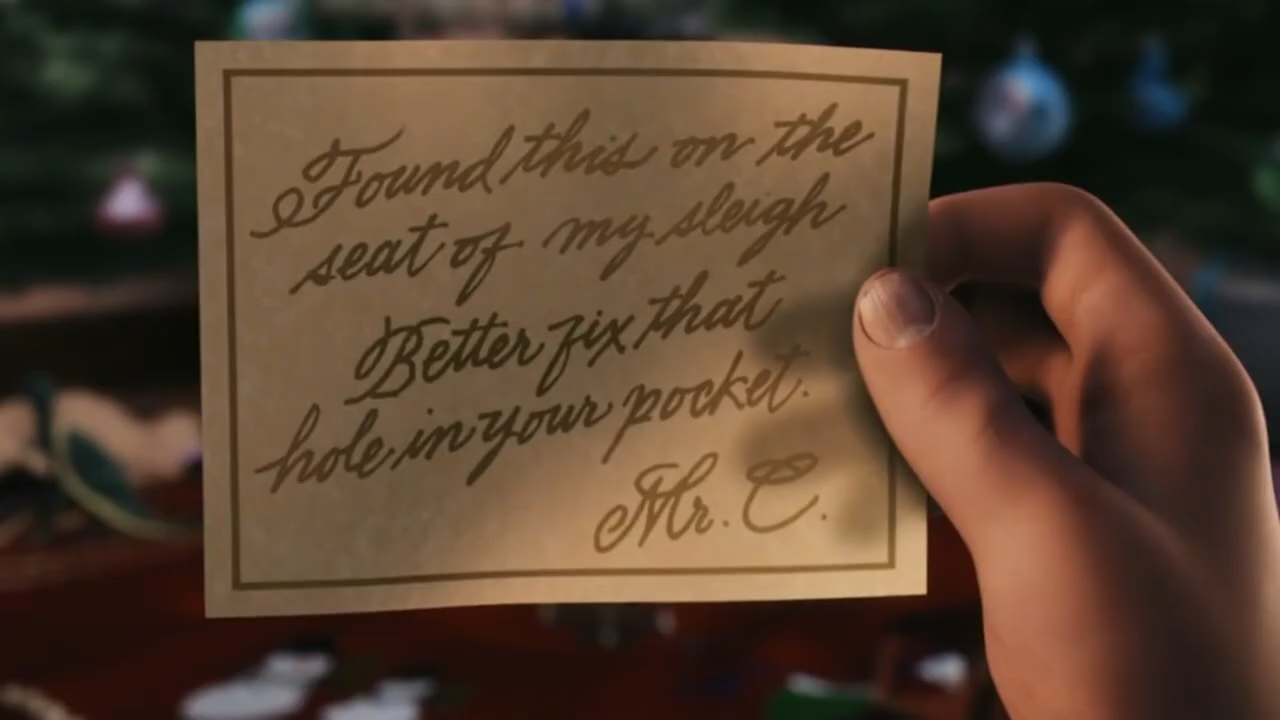 Found this on the
seat of my sleigh
Better fix that
hole in your pocket.
Mr. C.